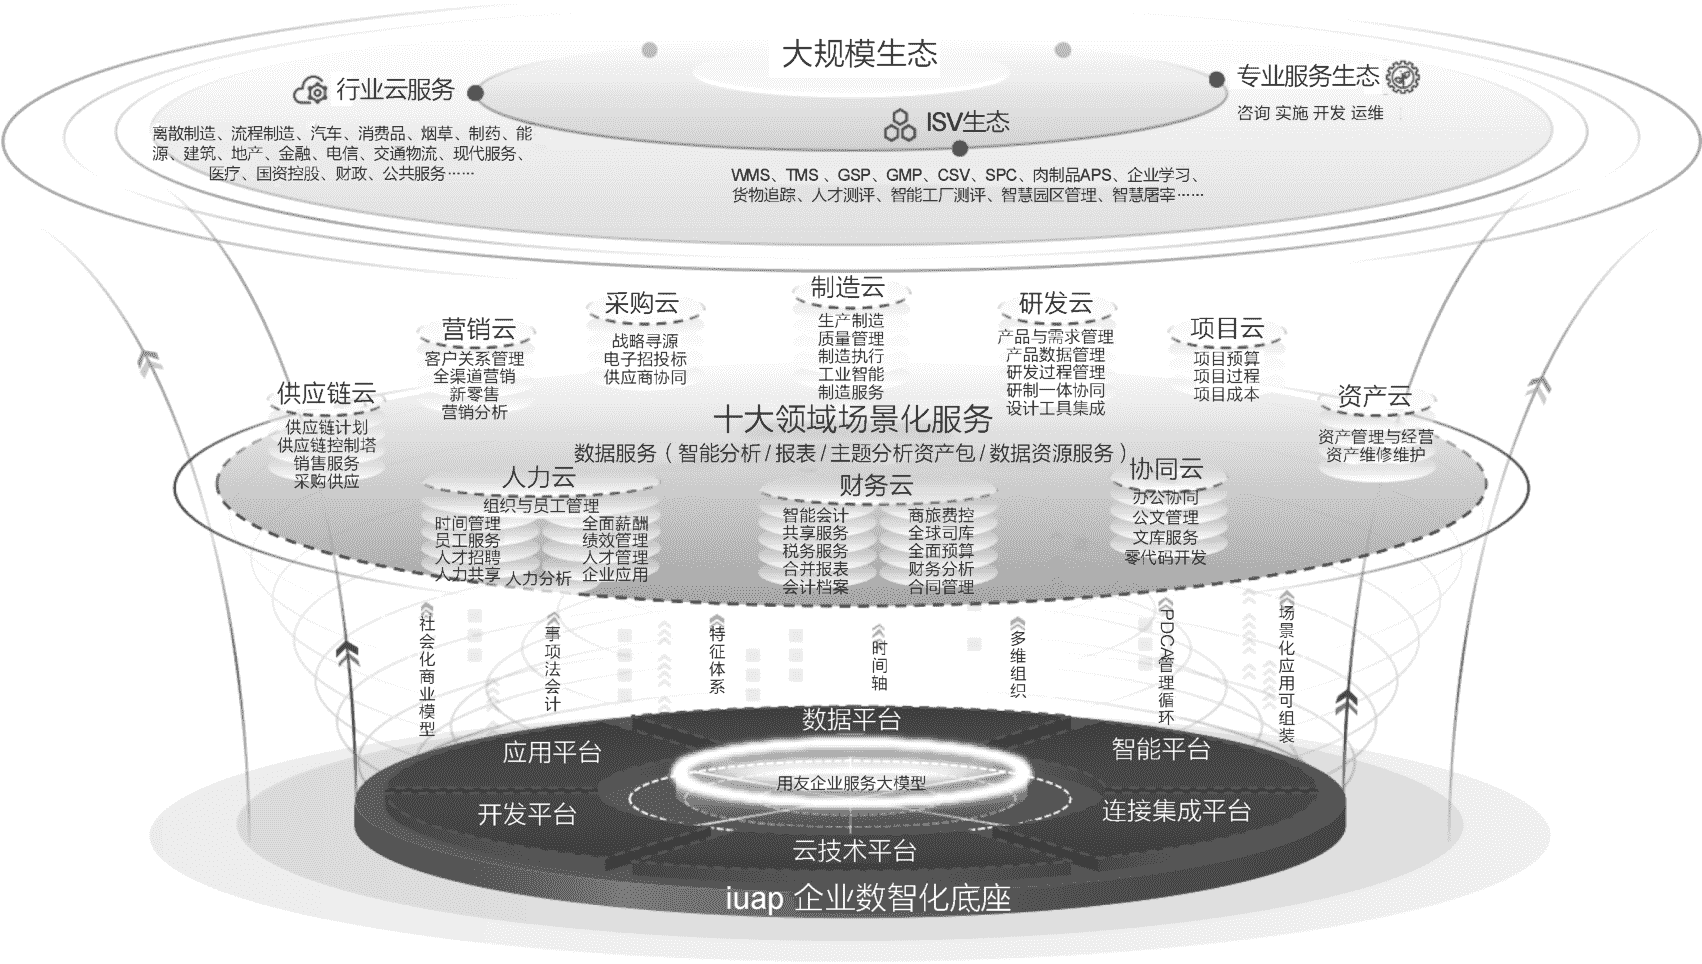 大规模生态
行业云服务
离散制造、流程制造、汽车、消费品、烟草、制药、能
源、建筑、地产、金融、电信、交通物流、现代服务、
医疗、国资控股、财政、公共服务……
ISV生态
WMS、TMS 、GSP、GMP、CSV、SPC、肉制品APS、企业学习、
货物追踪、人才测评、智能工厂测评、智慧园区管理、智慧屠宰……
专业服务生态
咨询 实施 开发 运维
供应链云
供应链计划
供应链控制塔
销售服务
采购供应
营销云
客户关系管理
全渠道营销
新零售
营销分析
采购云
战略寻源
电子招投标
供应商协同
制造云
生产制造
质量管理
制造执行
工业智能
制造服务
研发云
产品与需求管理
产品数据管理
研发过程管理
研制一体协同
设计工具集成
项目云
项目预算
项目过程
项目成本
资产云
资产管理与经营
资产维修维护
十大领域场景化服务
数据服务（智能分析/报表/主题分析资产包/数据资源服务）
人力云
组织与员工管理
时间管理
员工服务
人才招聘
人力共享
全面薪酬
绩效管理
人才管理
企业应用
人力分析
财务云
智能会计
共享服务
税务服务
合并报表
会计档案
商旅费控
全球司库
全面预算
财务分析
合同管理
协同云
办公协同
公文管理
文库服务
零代码开发
社会化商业模型
事项法会计
特征体系
时间轴
多维组织
PDCA管理循环
场景化应用可组装
数据平台
应用平台
智能平台
用友企业服务大模型
开发平台
连接集成平台
云技术平台
iuap 企业数智化底座